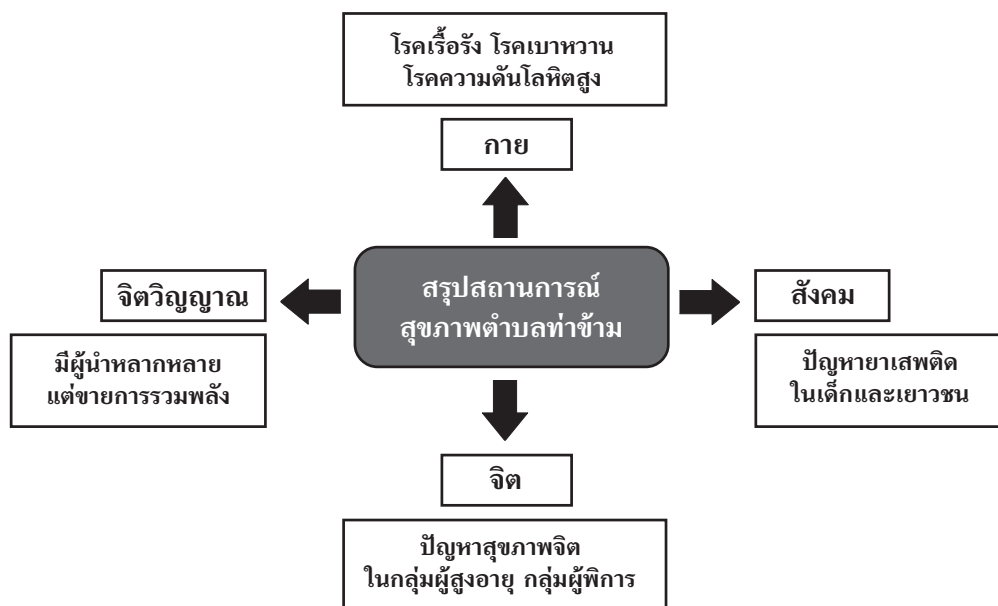 โรคเรื้อรัง โรคเบาหวาน
โรคความดันโลหิตสูง
กาย
สรุปสถานการณ์
สุขภาพตำบลท่าข้าม
จิตวิญญาณ
มีผู้นำหลากหลาย
แต่ขายการรวมพลัง
สังคม
ปัญหายาเสพติด
ในเด็กและเยาวชน
จิต
ปัญหาสุขภาพจิต
ในกลุ่มผู้สูงอายุ กลุ่มผู้พิการ